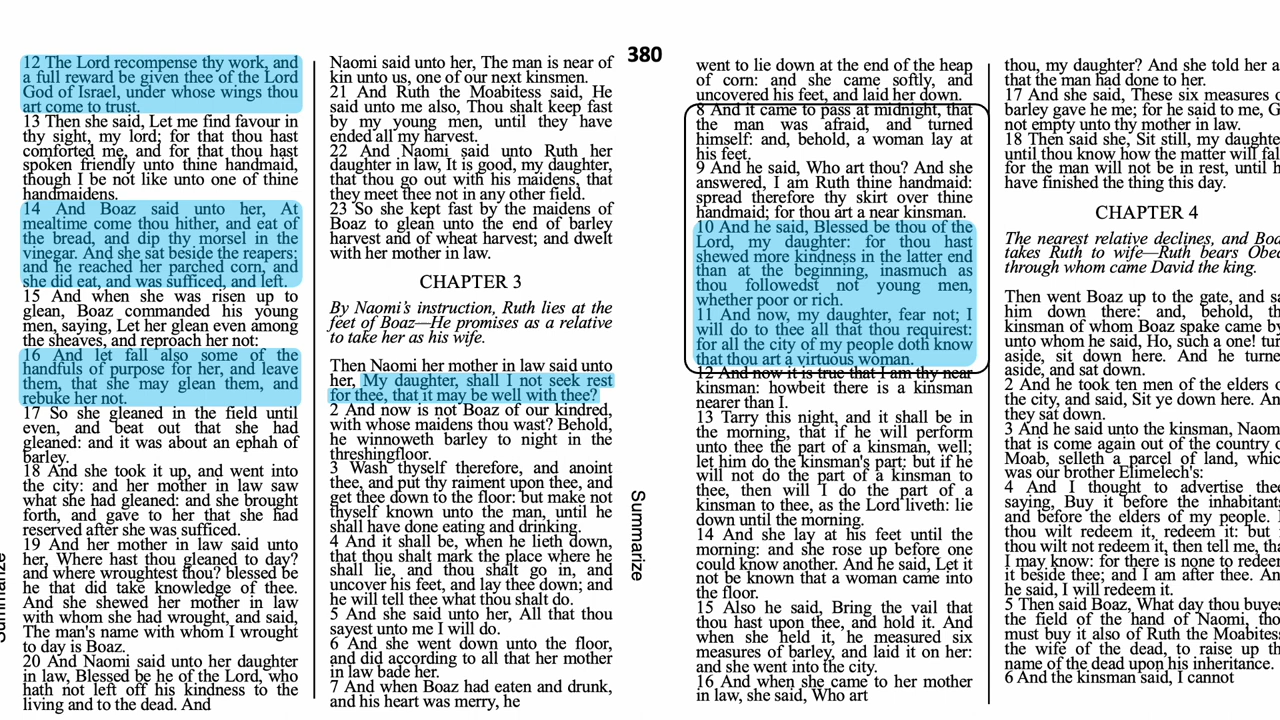 12 The Lord recompense thy work, and
a full reward be given thee of the Lord
God of Israel, under whose wings thou
art come to trust.
13 Then she said, Let me find favour in
thy sight, my lord; for that thou hast
comforted me, and for that thou hast
spoken friendly unto thine handmaid,
though I be not like unto one of thine
handmaidens.
14 And Boaz said unto her, At
mealtime come thou hither, and eat of
the bread, and dip thy morsel in the
vinegar. And she sat beside the reapers:
and he reached her parched corn, and
she did eat, and was sufficed, and left.
15 And when she was risen up to
glean, Boaz commanded his young
men, saying, Let her glean even among
the sheaves, and reproach her not:
16 And let fall also some of the
handfuls of purpose for her, and leave
them, that she may glean them, and
rebuke her not.
17 So she gleaned in the field until
even, and beat out that she had
gleaned: and it was about an ephah of
barley.
18 And she took it up, and went into
the city: and her mother in law saw
what she had gleaned: and she brought
forth, and gave to her that she had
reserved after she was sufficed.
19 And her mother in law said unto
her, Where hast thou gleaned to day?
and where wroughtest thou? blessed be
he that did take knowledge of thee.
And she shewed her mother in law
with whom she had wrought, and said,
The man's name with whom I wrought
to day is Boaz.
20 And Naomi said unto her daughter
in law, Blessed be he of the Lord, who
hath not left off his kindness to the
living and to the dead. And
Naomi said unto her, The man is near of
kin unto us, one of our next kinsmen.
21 And Ruth the Moabitess said, He
said unto me also, Thou shalt keep fast
by my young men, until they have
ended all my harvest.
22 And Naomi said unto Ruth her
daughter in law, It is good, my daughter,
that thou go out with his maidens, that
they meet thee not in any other field.
23 So she kept fast by the maidens of
Boaz to glean unto the end of barley
harvest and of wheat harvest; and dwelt
with her mother in law.
CHAPTER 3
By Naomi's instruction, Ruth lies at the
feet of Boaz—He promises as a relative
to take her as his wife.
Then Naomi her mother in law said unto
her, My daughter, shall I not seek rest
for thee, that it may be well with thee?
2 And now is not Boaz of our kindred,
with whose maidens thou wast? Behold,
he winnoweth barley to night in the
threshingfloor.
3 Wash thyself therefore, and anoint
thee, and put thy raiment upon thee, and
get thee down to the floor: but make not
thyself known unto the man, until he
shall have done eating and drinking.
4 And it shall be, when he lieth down,
that thou shalt mark the place where he
shall lie, and thou shalt go in, and
uncover his feet, and lay thee down; and
he will tell thee what thou shalt do.
5 And she said unto her, All that thou
sayest unto me I will do.
6 And she went down unto the floor,
and did according to all that her mother
in law bade her.
7 And when Boaz had eaten and drunk,
and his heart was merry, he
380
Summarize
went to lie down at the end of the heap
of corn: and she came softly, and
uncovered his feet, and laid her down.
8 And it came to pass at midnight, that
the man was afraid, and turned
himself: and, behold, a woman lay at
his feet.
9 And he said, Who art thou? And she
answered, I am Ruth thine handmaid:
spread therefore thy skirt over thine
handmaid; for thou art a near kinsman.
10 And he said, Blessed be thou of the
Lord, my daughter: for thou hast
shewed more kindness in the latter end
than at the beginning, inasmuch as
thou followedst not young men,
whether poor or rich.
11 And now, my daughter, fear not; I
will do to thee all that thou requirest:
for all the city of my people doth know
that thou art a virtuous woman.
12 And now it is true that I am thy near
kinsman: howbeit there is a kinsman
nearer than I.
13 Tarry this night, and it shall be in
the morning, that if he will perform
unto thee the part of a kinsman, well;
let him do the kinsman's part: but if he
will not do the part of a kinsman to
thee, then will I do the part of a
kinsman to thee, as the Lord liveth: lie
down until the morning.
14 And she lay at his feet until the
morning: and she rose up before one
could know another. And he said, Let it
not be known that a woman came into
the floor.
15 Also he said, Bring the vail that
thou hast upon thee, and hold it. And
when she held it, he measured six
measures of barley, and laid it on her:
and she went into the city.
16 And when she came to her mother
in law, she said, Who art
thou, my daughter? And she told her a
that the man had done to her.
17 And she said, These six measures
barley gave he me; for he said to me, G
not empty unto thy mother in law.
18 Then said she, Sit still, my daughte
until thou know how the matter will fal
for the man will not be in rest, until h
have finished the thing this day.
CHAPTER 4
The nearest relative declines, and Boa
takes Ruth to wife—Ruth bears Obe
through whom came David the king.
Then went Boaz up to the gate, and sa
him down there: and, behold, th
kinsman of whom Boaz spake came by
unto whom he said, Ho, such a one! tur
aside, sit down here. And he turne
aside, and sat down.
2 And he took ten men of the elders o
the city, and said, Sit ye down here. An
they sat down.
3 And he said unto the kinsman, Naom
that is come again out of the country o
Moab, selleth a parcel of land, whic
was our brother Elimelech's:
4 And I thought to advertise thee
saying, Buy it before the inhabitants
and before the elders of my people. I
thou wilt redeem it, redeem it: but i
thou wilt not redeem it, then tell me, tha
I may know: for there is none to redeem
it beside thee; and I am after thee. An
he said, I will redeem it.
5 Then said Boaz, What day thou buyes
the field of the hand of Naomi, tho
must buy it also of Ruth the Moabitess
the wife of the dead, to raise up th
name of the dead upon his inheritance.
6 And the kinsman said, I cannot